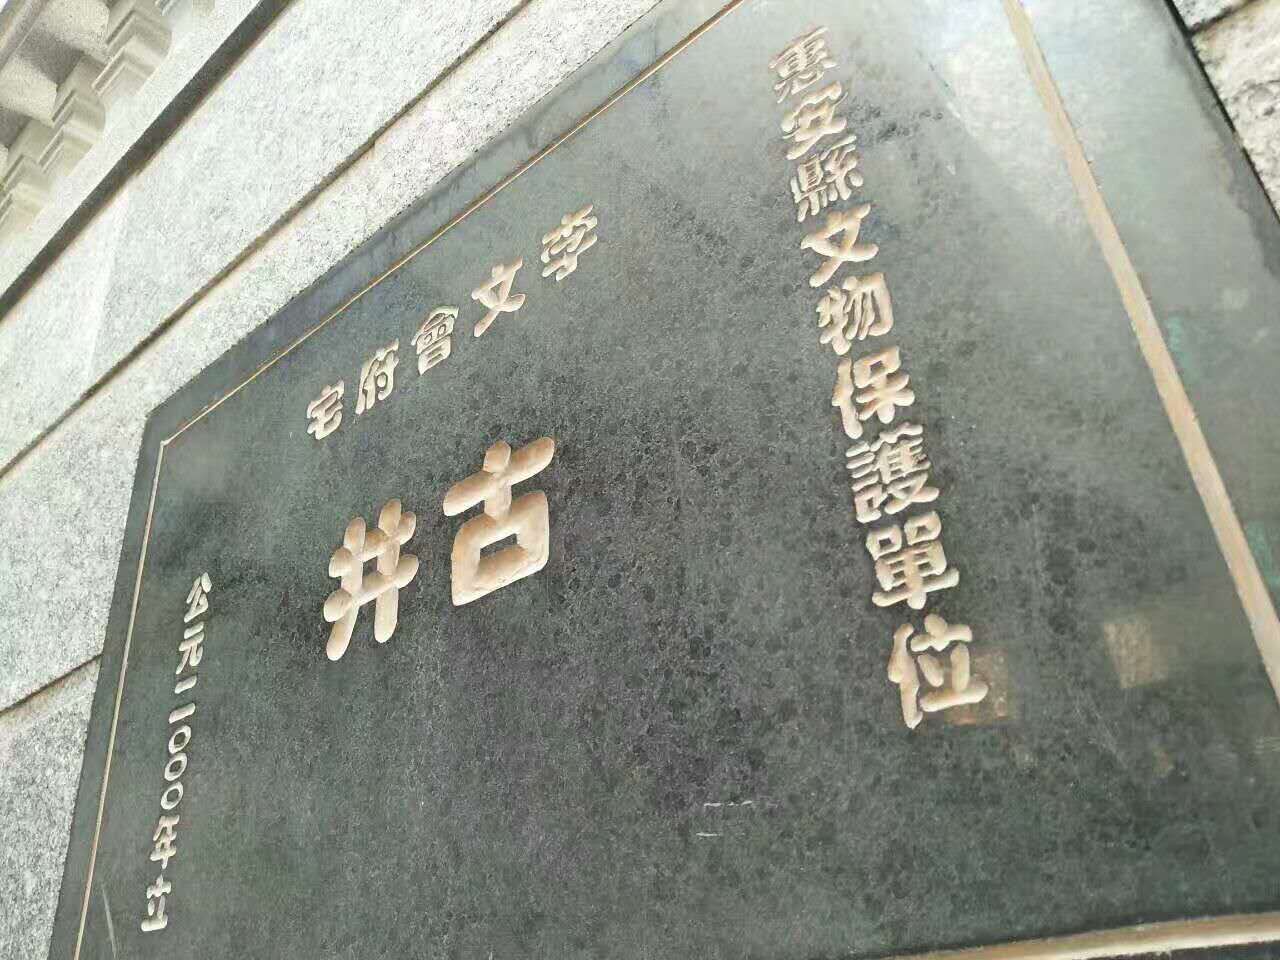 惠安縣文物保護單位
李文會府宅
古井
公元二000年立